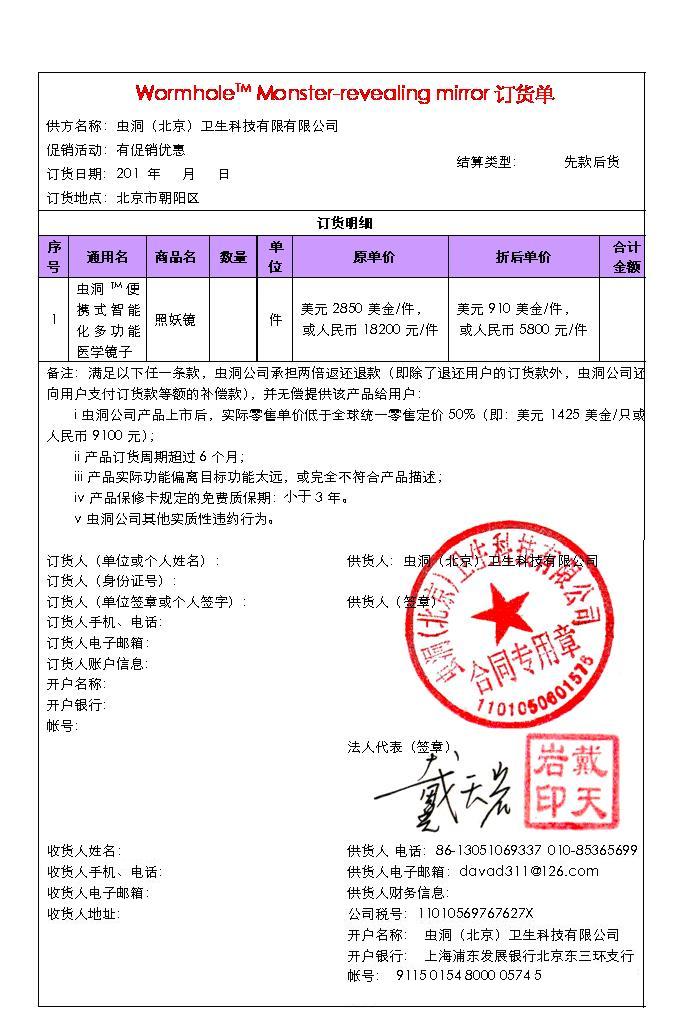 Wormhole™ Monster-revealing mirror 订货单
供方名称：虫洞（北京）卫生科技有限有限公司
促销活动：有促销优惠
结算类型： 先款后货
订货日期：201 年 月 日
订货地点：北京市朝阳区
订货明细
序号 通用名 商品名 数量 单位 原单价 折后单价 合计金额
1 虫洞™便携式智能化多功能医学镜子 照妖镜 件 美元 2850 美金/件，或人民币 18200 元/件 美元 910 美金/件，或人民币 5800 元/件
备注：满足以下任一条款，虫洞公司承担两倍返还退款（即除了退还用户的订货款外，虫洞公司还
向用户支付订货款等额的补偿款），并无偿提供该产品给用户：
i 虫洞公司产品上市后，实际零售单价低于全球统一零售定价 50%（即：美元 1425 美金/只或
人民币 9100 元）；
ii 产品订货周期超过 6 个月；
iii 产品实际功能偏离目标功能太远，或完全不符合产品描述；
iv 产品保修卡规定的免费质保期：小于 3 年。
v 虫洞公司其他实质性违约行为。
订货人（单位或个人姓名）： 供货人：虫洞（北京）卫生科技有限公司
订货人（身份证号）：
订货人（单位签章或个人签字）： 供货人（签章）
订货人手机、电话：
订货人电子邮箱：
订货人账户信息：
开户名称：
开户银行：
帐号：
虫洞（北京）卫生科技有限公司
合同专用章
1101050601576
法人代表（签章）
戴天岩
戴天岩印
收货人姓名： 供货人 电话：86-13051069337 010-85365699
收货人手机、电话： 供货人电子邮箱：davad311@126.com
收货人电子邮箱： 供货人财务信息:
收货人地址： 公司税号：11010569767627X
开户名称： 虫洞（北京）卫生科技有限公司
开户银行： 上海浦东发展银行北京东三环支行
帐号： 9115 0154 8000 0574 5